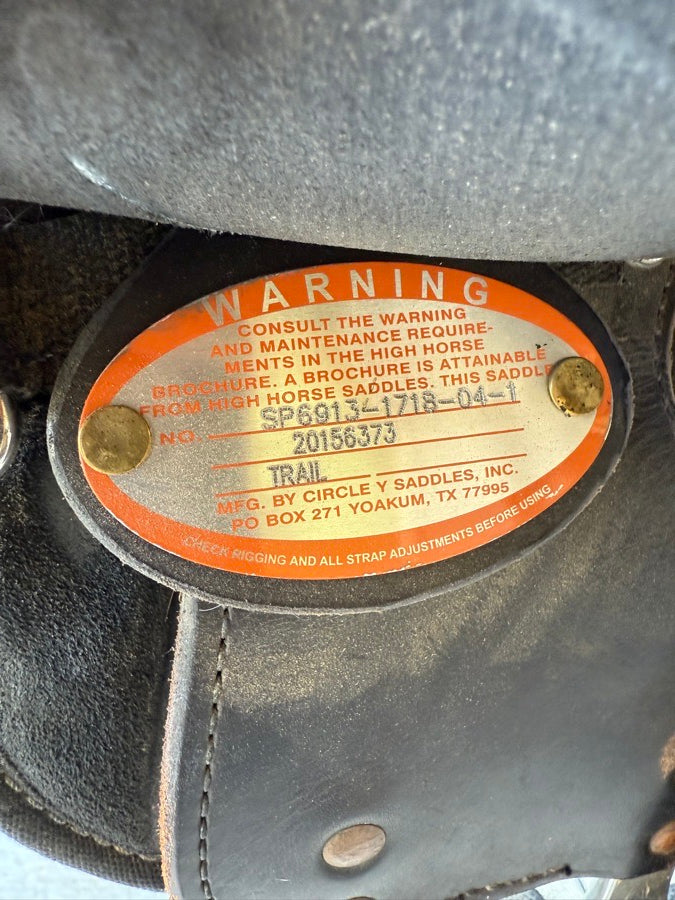 WARNING
CONSULT THE WARNING
AND MAINTENANCE REQUIRE-
MENTS IN THE HIGH HORSE
BROCHURE. A BROCHURE IS ATTAINABLE
FROM HIGH HORSE SADDLES. THIS SADDLE
NO. SP6913-1718-04-1
20156373
TRAIL
MFG. BY CIRCLE Y SADDLES, INC.
PO BOX 271 YOAKUM, TX 77995
CHECK RIGGING AND ALL STRAP ADJUSTMENTS BEFORE USING